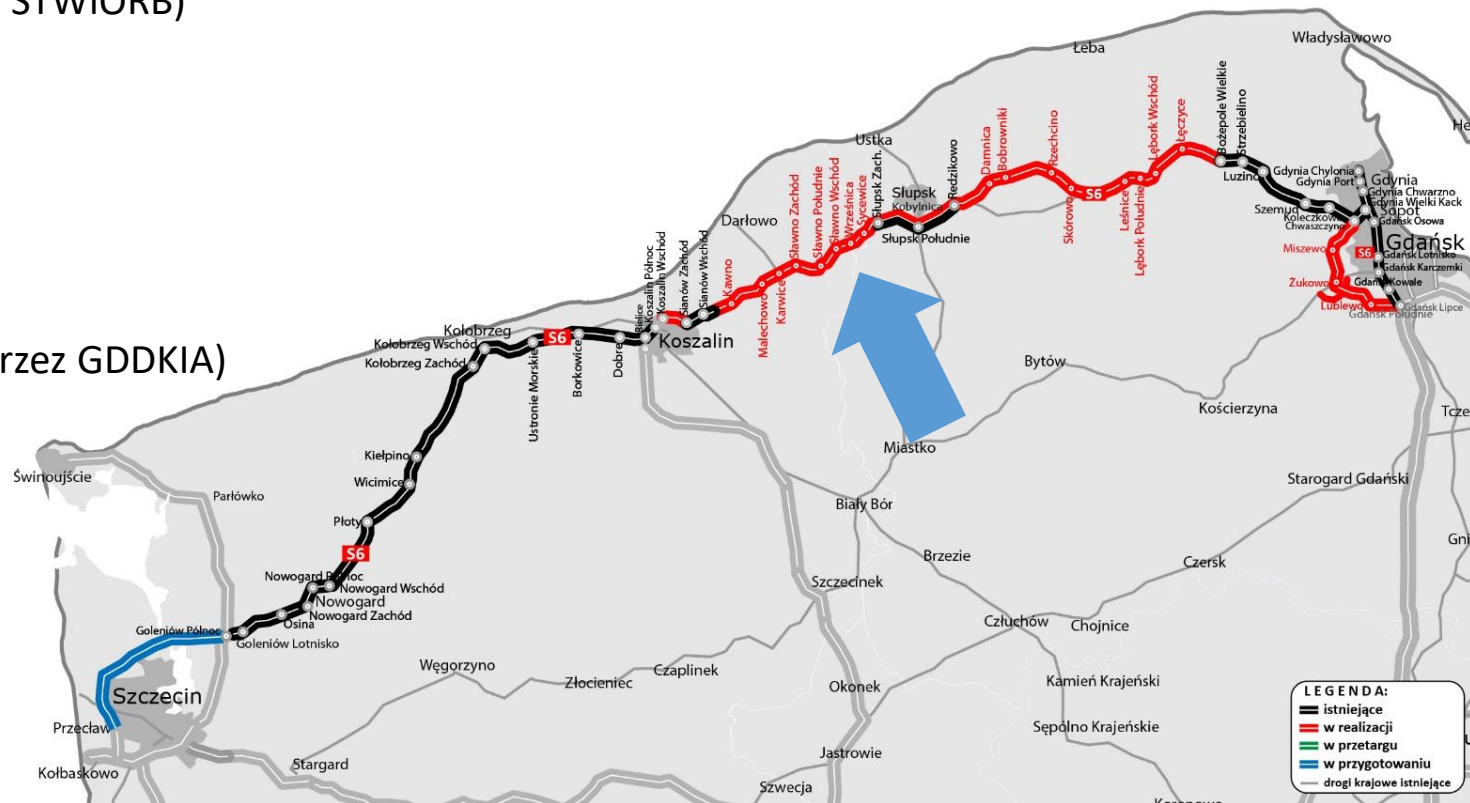 STWIORB)
rzez GDDKIA)
Władysławowo
Łeba
He
Ustka
Słupsk
Kobylnica
Darłowo
Redzikowo
Damnica
Bobrowniki
Rzechcino
Skórowo
S6
Leśnice
Lębork Południe
Lębork Wschód
Łęczyce
Bożepole Wielkie
Strzebielino
Luzino
Szemud
Koleczkowo
Chwaszczyno
Gdynia Chylonia
Gdynia Port
Gdynia
Gdynia Chwarzno
Gdynia Wielki Kack
Sopot
Gdańsk Osowa
Gdańsk
Gdańsk Lotnisko
Gdańsk Karczemki
Gdańsk Kowale
Gdańsk Lipce
Gdańsk Południe
Miszewo
S6
Żukowo
Lublewo
Słupsk Zach.
Słupsk Południe
Sycewice
Wrześnica
Sławno Wschód
Sławno Południe
Sławno Zachód
Karwice
Malechowo
Kawno
Sianów Wschód
Sianów Zachód
Koszalin Wschód
Koszalin Północ
Bielice
Koszalin
Dobre
Borkowice
S6
Ustronie Morskie
Kołobrzeg
Kołobrzeg Wschód
Kołobrzeg Zachód
Kiełpino
Wicimice
Płoty
S6
Nowogard Północ
Nowogard Wschód
Nowogard
Nowogard Zachód
Osina
Goleniów Północ
Goleniów Lotnisko
Świnoujście
Parłówko
Szczecin
Przecław
Kołbaskowo
Stargard
Węgorzyno
Złocieniec
Czaplinek
Bytów
Kościerzyna
Tcze
Miastko
Starogard Gdański
Biały Bór
Brzezie
Czersk
Gni
Szczecinek
Człuchów
Chojnice
Okonek
Kamień Krajeński
Sępólno Krajeńskie
Jastrowie
Szwecja
LEGENDA:
istniejące
w realizacji
w przetargu
w przygotowaniu
drogi krajowe istniejące